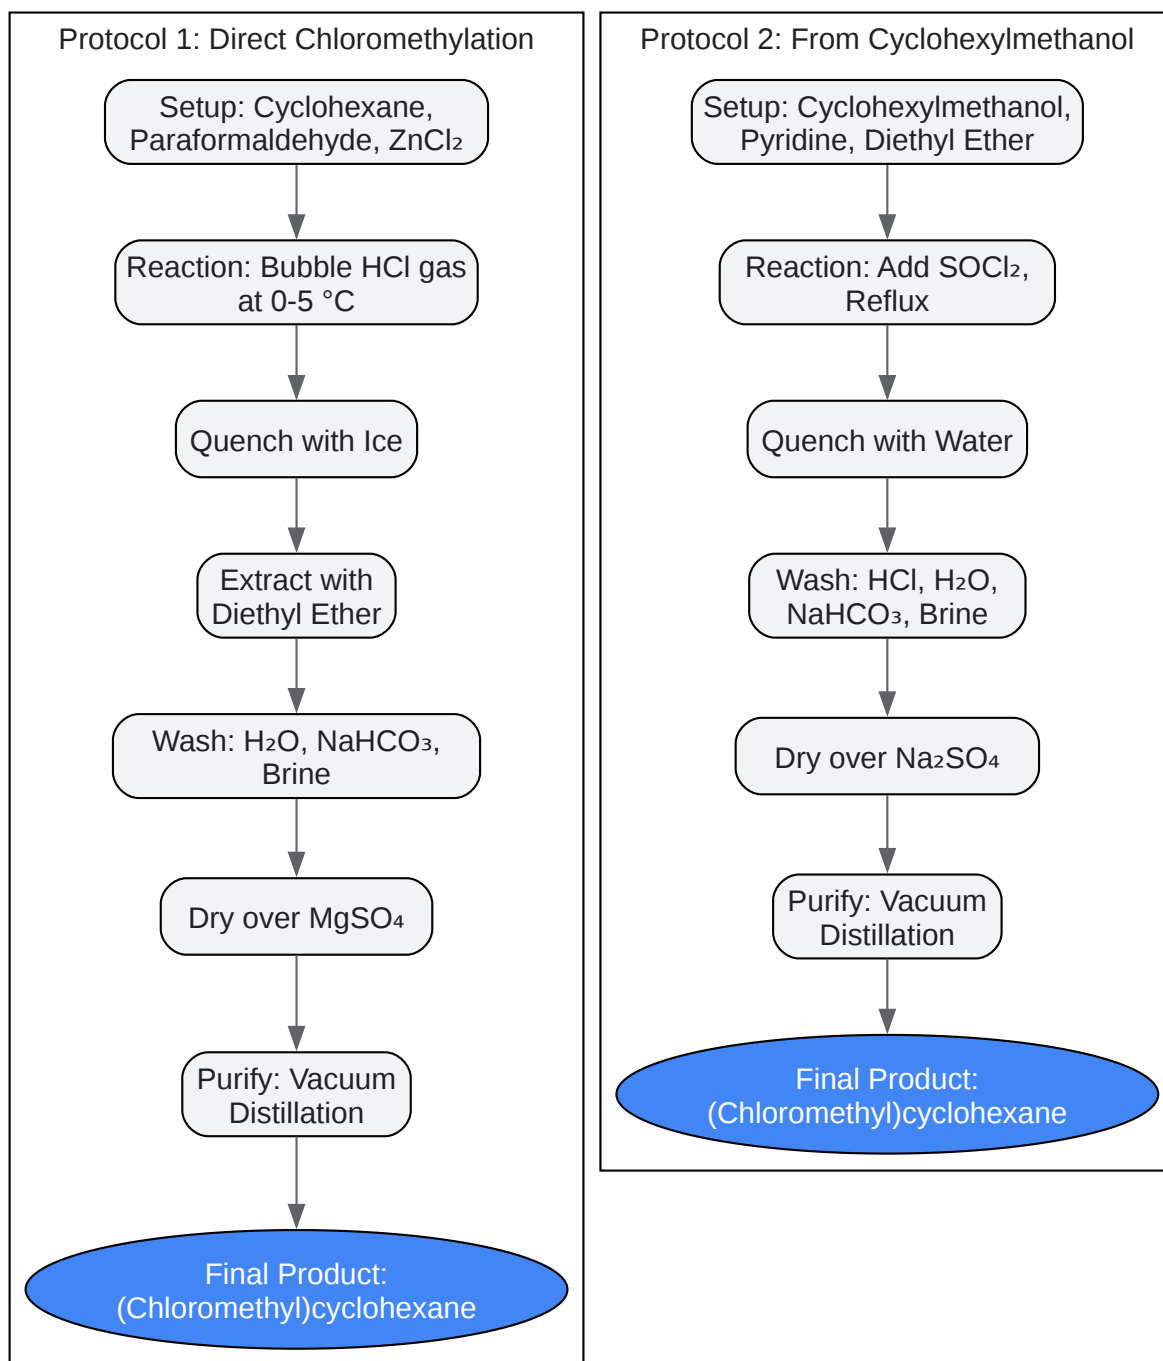 Protocol 1: Direct Chloromethylation
Setup: Cyclohexane,
Paraformaldehyde, ZnCl₂
Reaction: Bubble HCl gas
at 0-5 °C
Quench with Ice
Extract with
Diethyl Ether
Wash: H₂O, NaHCO₃,
Brine
Dry over MgSO₄
Purify: Vacuum
Distillation
Final Product:
(Chloromethyl)cyclohexane
Protocol 2: From Cyclohexylmethanol
Setup: Cyclohexylmethanol,
Pyridine, Diethyl Ether
Reaction: Add SOCl₂,
Reflux
Quench with Water
Wash: HCl, H₂O,
NaHCO₃, Brine
Dry over Na₂SO₄
Purify: Vacuum
Distillation
Final Product:
(Chloromethyl)cyclohexane